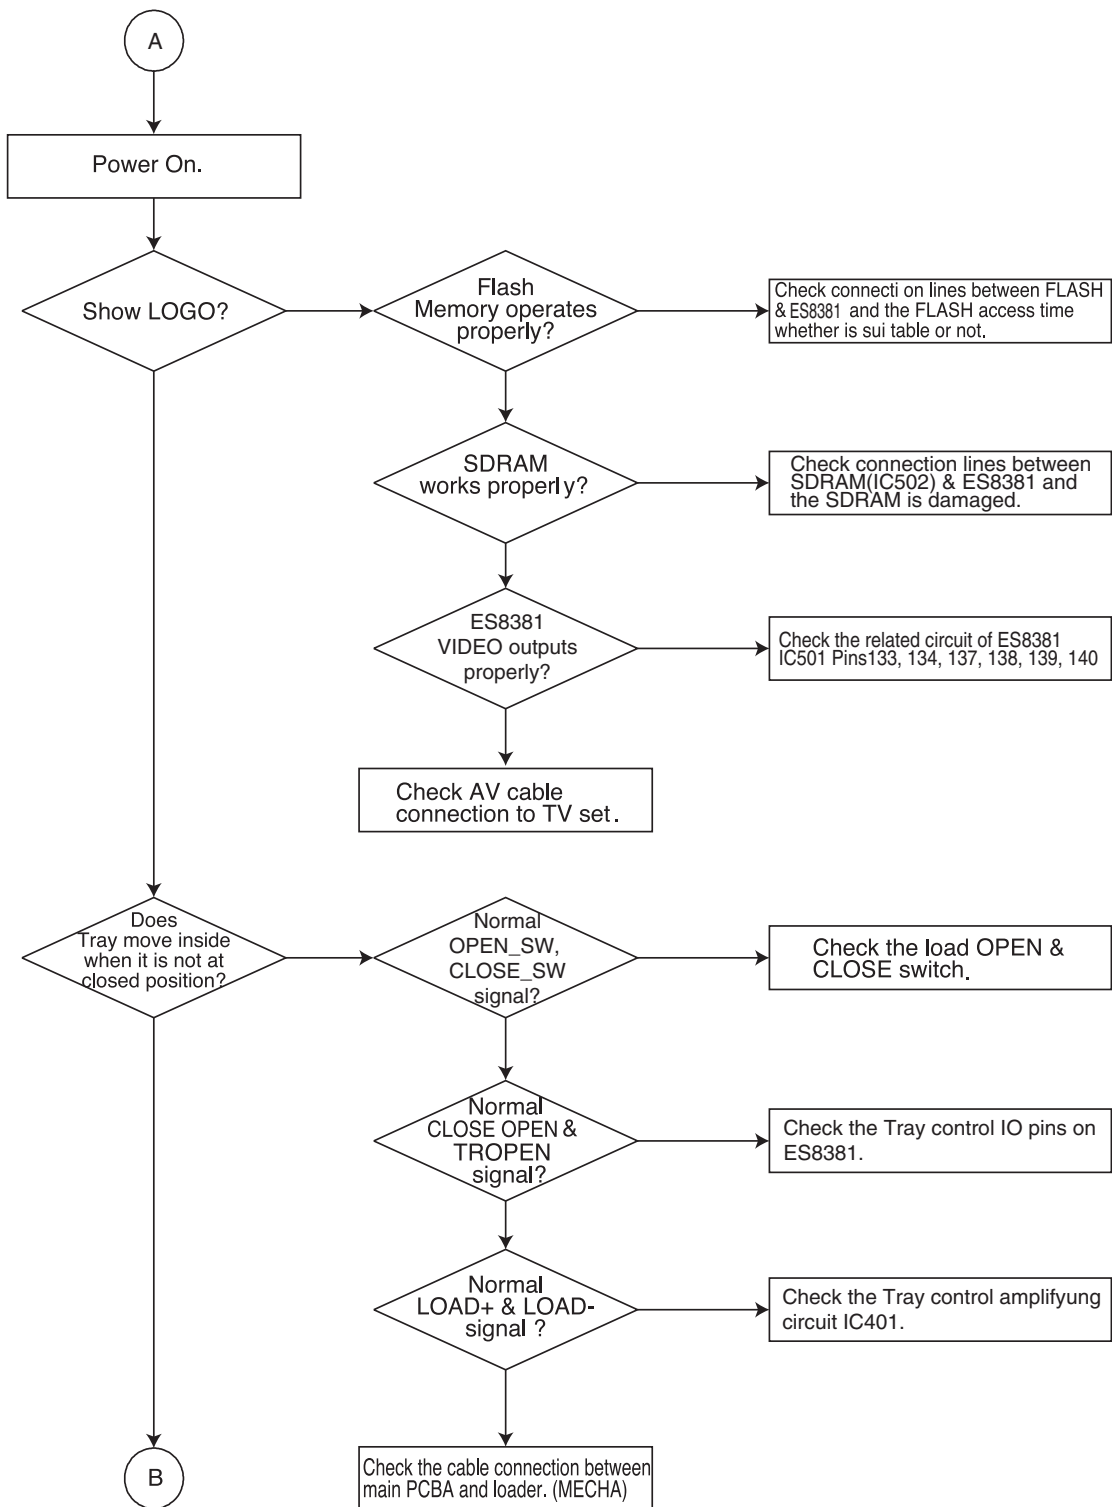 A
Power On.
Show LOGO?
Flash
Memory operates
properly?
Check connecti on lines between FLASH
& ES8381 and the FLASH access time
whether is sui table or not.
SDRAM
works properly?
Check connection lines between
SDRAM(IC502) & ES8381 and
the SDRAM is damaged.
ES8381
VIDEO outputs
properly?
Check the related circuit of ES8381
IC501 Pins133, 134, 137, 138, 139, 140
Check AV cable
connection to TV set.
Does
Tray move inside
when it is not at
closed position?
Normal
OPEN_SW,
CLOSE_SW
signal?
Check the load OPEN &
CLOSE switch.
Normal
CLOSE OPEN &
TROPEN
signal?
Check the Tray control IO pins on
ES8381.
Normal
LOAD+ & LOAD-
signal ?
Check the Tray control amplifyung
circuit IC401.
B
Check the cable connection between
main PCBA and loader. (MECHA)